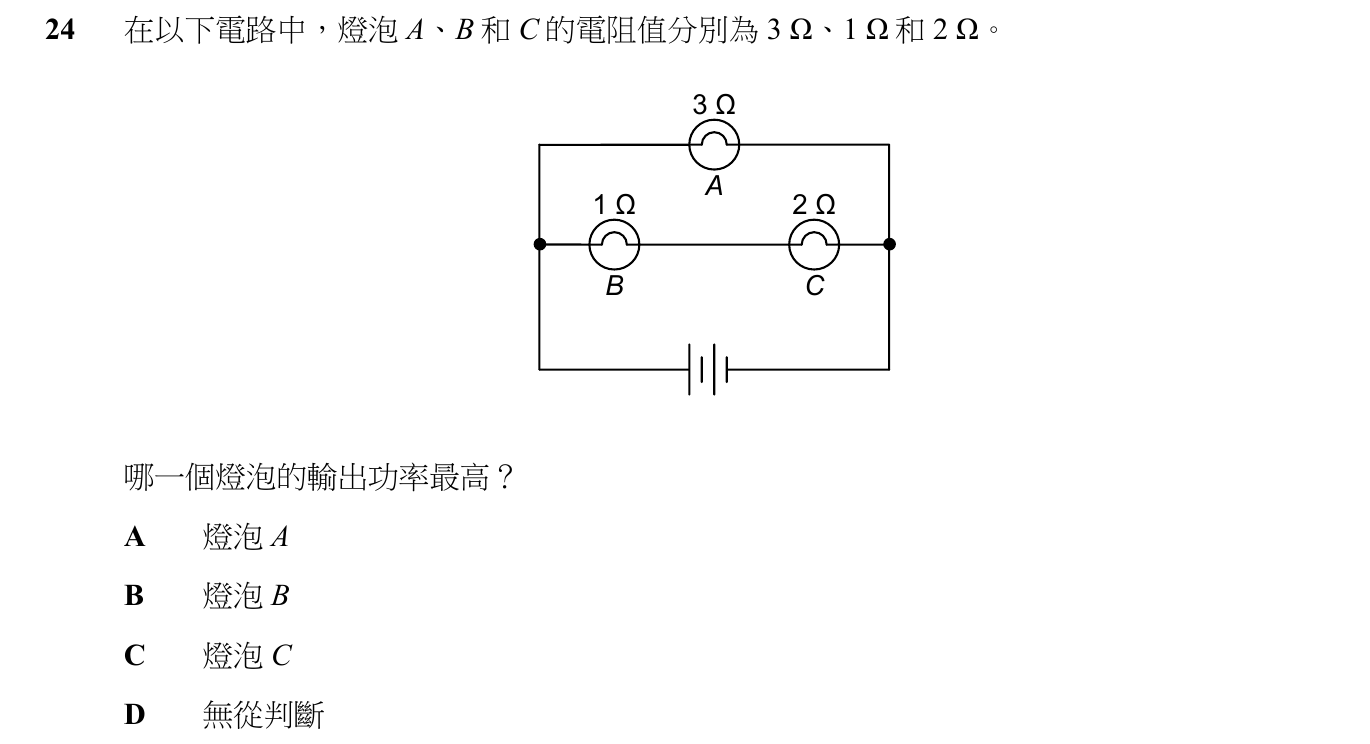 24 在以下電路中，燈泡 A、B 和 C 的電阻值分別為 3 Ω、1 Ω 和 2 Ω。
3 Ω
A
1 Ω 2 Ω
B C
哪一個燈泡的輸出功率最高？
A 燈泡 A
B 燈泡 B
C 燈泡 C
D 無從判斷